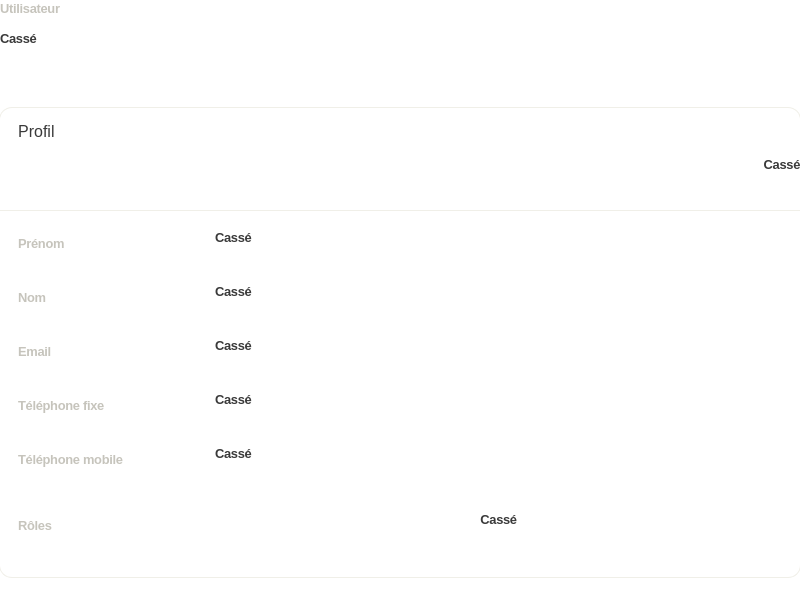 Utilisateur
Cassé
Profil
Cassé
Prénom Cassé
Nom Cassé
Email Cassé
Téléphone fixe Cassé
Téléphone mobile Cassé
Rôles Cassé